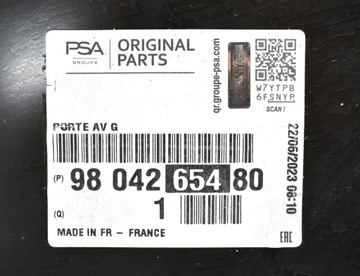 PSA
GROUPE
ORIGINAL
PARTS
qr.groupe-psa.com
W7YTPB
6FSNYP
SCAN!
PORTE AV G
(P) 98 042 654 80
(Q) 1
22/06/2023 06:10
MADE IN FR - FRANCE
EAC